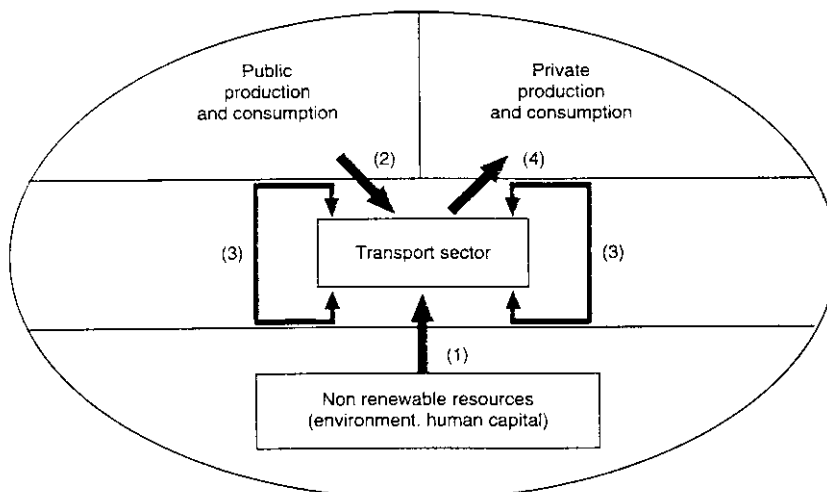 Public
production
and consumption
Private
production
and consumption
(2)
(4)
(3)
Transport sector
(3)
(1)
Non renewable resources
(environment. human capital)